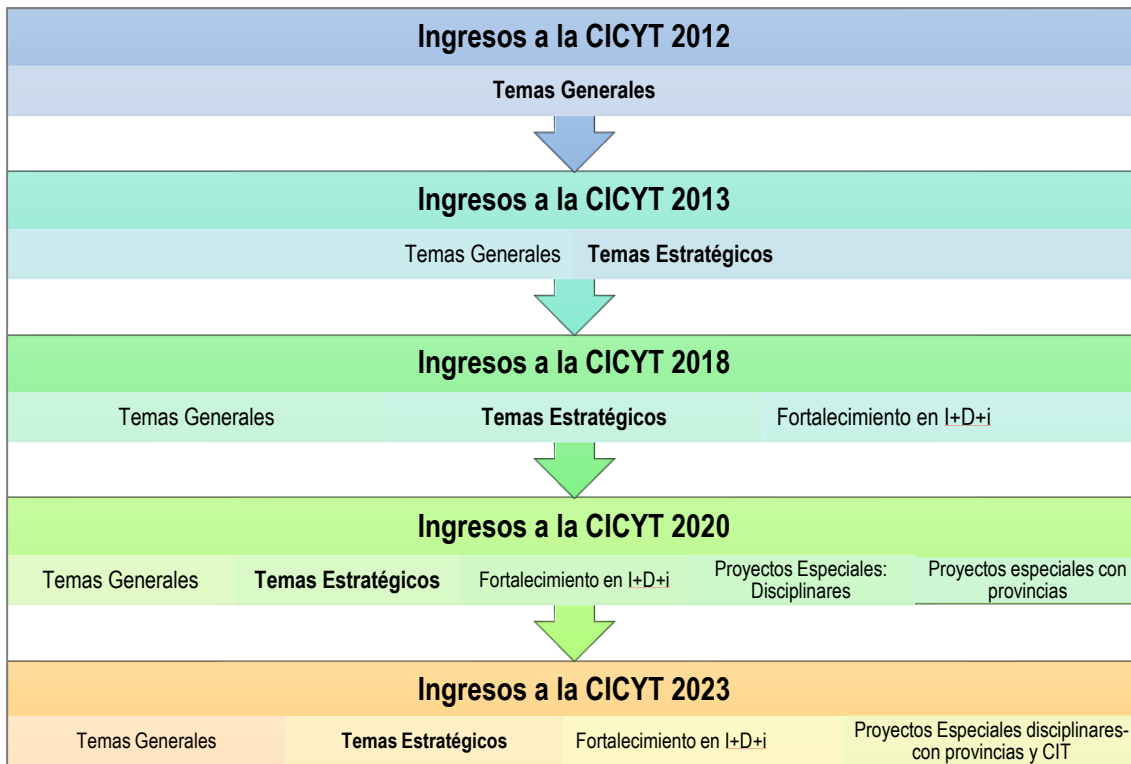 Ingresos a la CICYT 2012
Temas Generales
Ingresos a la CICYT 2013
Temas Generales
Temas Estratégicos
Ingresos a la CICYT 2018
Temas Generales
Temas Estratégicos
Fortalecimiento en I+D+i
Ingresos a la CICYT 2020
Temas Generales
Temas Estratégicos
Fortalecimiento en I+D+i
Proyectos Especiales:
Disciplinares
Proyectos especiales con
provincias
Ingresos a la CICYT 2023
Temas Generales
Temas Estratégicos
Fortalecimiento en I+D+i
Proyectos Especiales disciplinares-
con provincias y CIT